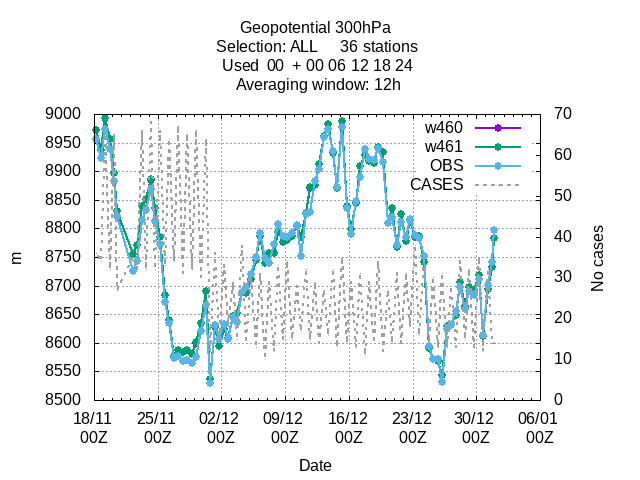 Geopotential 300hPa
Selection: ALL 36 stations
Used 00 + 00 06 12 18 24
Averaging window: 12h
9000
8950
8900
8850
8800
8750
8700
8650
8600
8550
8500
m
70
60
50
40
30
20
10
0
No cases
w460
w461
OBS
CASES
18/11 25/11 02/12 09/12 16/12 23/12 30/12 06/01
00Z 00Z 00Z 00Z 00Z 00Z 00Z 00Z
Date